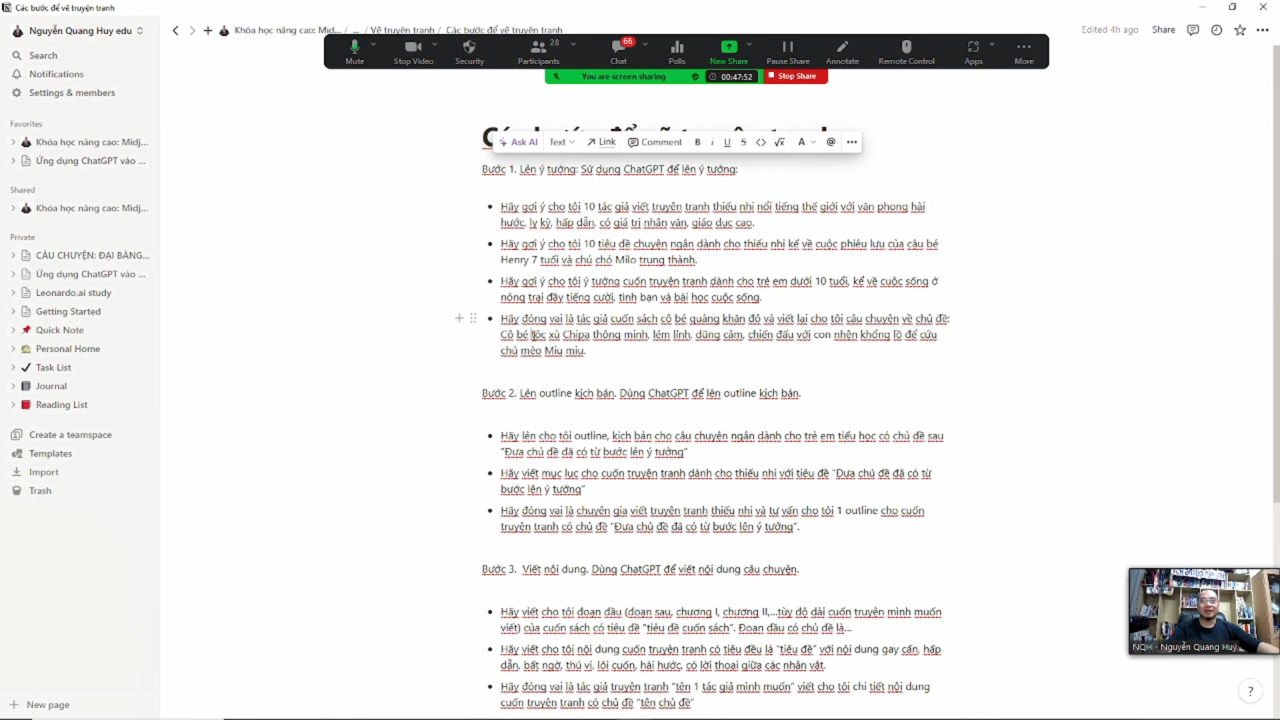 Các bước để vẽ truyện tranh
Nguyễn Quang Huy edu
Khóa học nâng cao: Mid... / ... / Vẽ truyện tranh / Các bước để vẽ truyện tranh
Edited 4h ago
Share
Mute
Stop Video
Security
28
Participants
66
Chat
Polls
New Share
Pause Share
Annotate
Remote Control
Apps
More
You are screen sharing
00:47:52
Stop Share
Search
Notifications
Settings & members
Favorites
Khóa học nâng cao: Midj...
Ứng dụng ChatGPT vào ...
Shared
Khóa học nâng cao: Midj...
Private
CÂU CHUYỆN: ĐẠI BÀNG...
Ứng dụng ChatGPT vào ...
Leonardo.ai study
Getting Started
Quick Note
Personal Home
Task List
Journal
Reading List
Create a teamspace
Templates
Import
Trash
New page
Các bước để vẽ truyện tranh
Ask AI
Text
Link
Comment
B
i
U
S
<>
√x
A
@
Bước 1. Lên ý tưởng: Sử dụng ChatGPT để lên ý tưởng:
Hãy gợi ý cho tôi 10 tác giả viết truyện tranh thiếu nhi nổi tiếng thế giới với văn phong hài
hước, ly kỳ, hấp dẫn, có giá trị nhân văn, giáo dục cao.
Hãy gợi ý cho tôi 10 tiêu đề chuyện ngắn dành cho thiếu nhi kể về cuộc phiêu lưu của cậu bé
Henry 7 tuổi và chú chó Milo trung thành.
Hãy gợi ý cho tôi ý tưởng cuốn truyện tranh dành cho trẻ em dưới 10 tuổi, kể về cuộc sống ở
nông trại đầy tiếng cười, tình bạn và bài học cuộc sống.
Hãy đóng vai là tác giả cuốn sách cô bé quàng khăn đỏ và viết lại cho tôi câu chuyện về chủ đề:
Cô bé tóc xù Chipa thông minh, lém lỉnh, dũng cảm, chiến đấu với con nhện khổng lồ để cứu
chú mèo Miu miu.
Bước 2. Lên outline kịch bản. Dùng ChatGPT để lên outline kịch bản.
Hãy lên cho tôi outline, kịch bản cho câu chuyện ngắn dành cho trẻ em tiểu học có chủ đề sau
"Đưa chủ đề đã có từ bước lên ý tưởng"
Hãy viết mục lục cho cuốn truyện tranh dành cho thiếu nhi với tiêu đề "Đưa chủ đề đã có từ
bước lên ý tưởng"
Hãy đóng vai là chuyên gia viết truyện tranh thiếu nhi và tư vấn cho tôi 1 outline cho cuốn
truyện tranh có chủ đề "Đưa chủ đề đã có từ bước lên ý tưởng".
Bước 3. Viết nội dung. Dùng ChatGPT để viết nội dung câu chuyện.
Hãy viết cho tôi đoạn đầu (đoạn sau, chương I, chương II,...tùy độ dài cuốn truyện mình muốn
viết) của cuốn sách có tiêu đề "tiêu đề cuốn sách". Đoạn đầu có chủ đề là...
Hãy viết cho tôi nội dung cuốn truyện tranh có tiêu đều là "tiêu đề" với nội dung gay cấn, hấp
dẫn, bất ngờ, thú vị, lôi cuốn, hài hước, có lời thoại giữa các nhân vật.
Hãy đóng vai là tác giả truyện tranh "tên 1 tác giả mình muốn" viết cho tôi chi tiết nội dung
cuốn truyện tranh có chủ đề "tên chủ đề"
NQH - Nguyễn Quang Huy
?